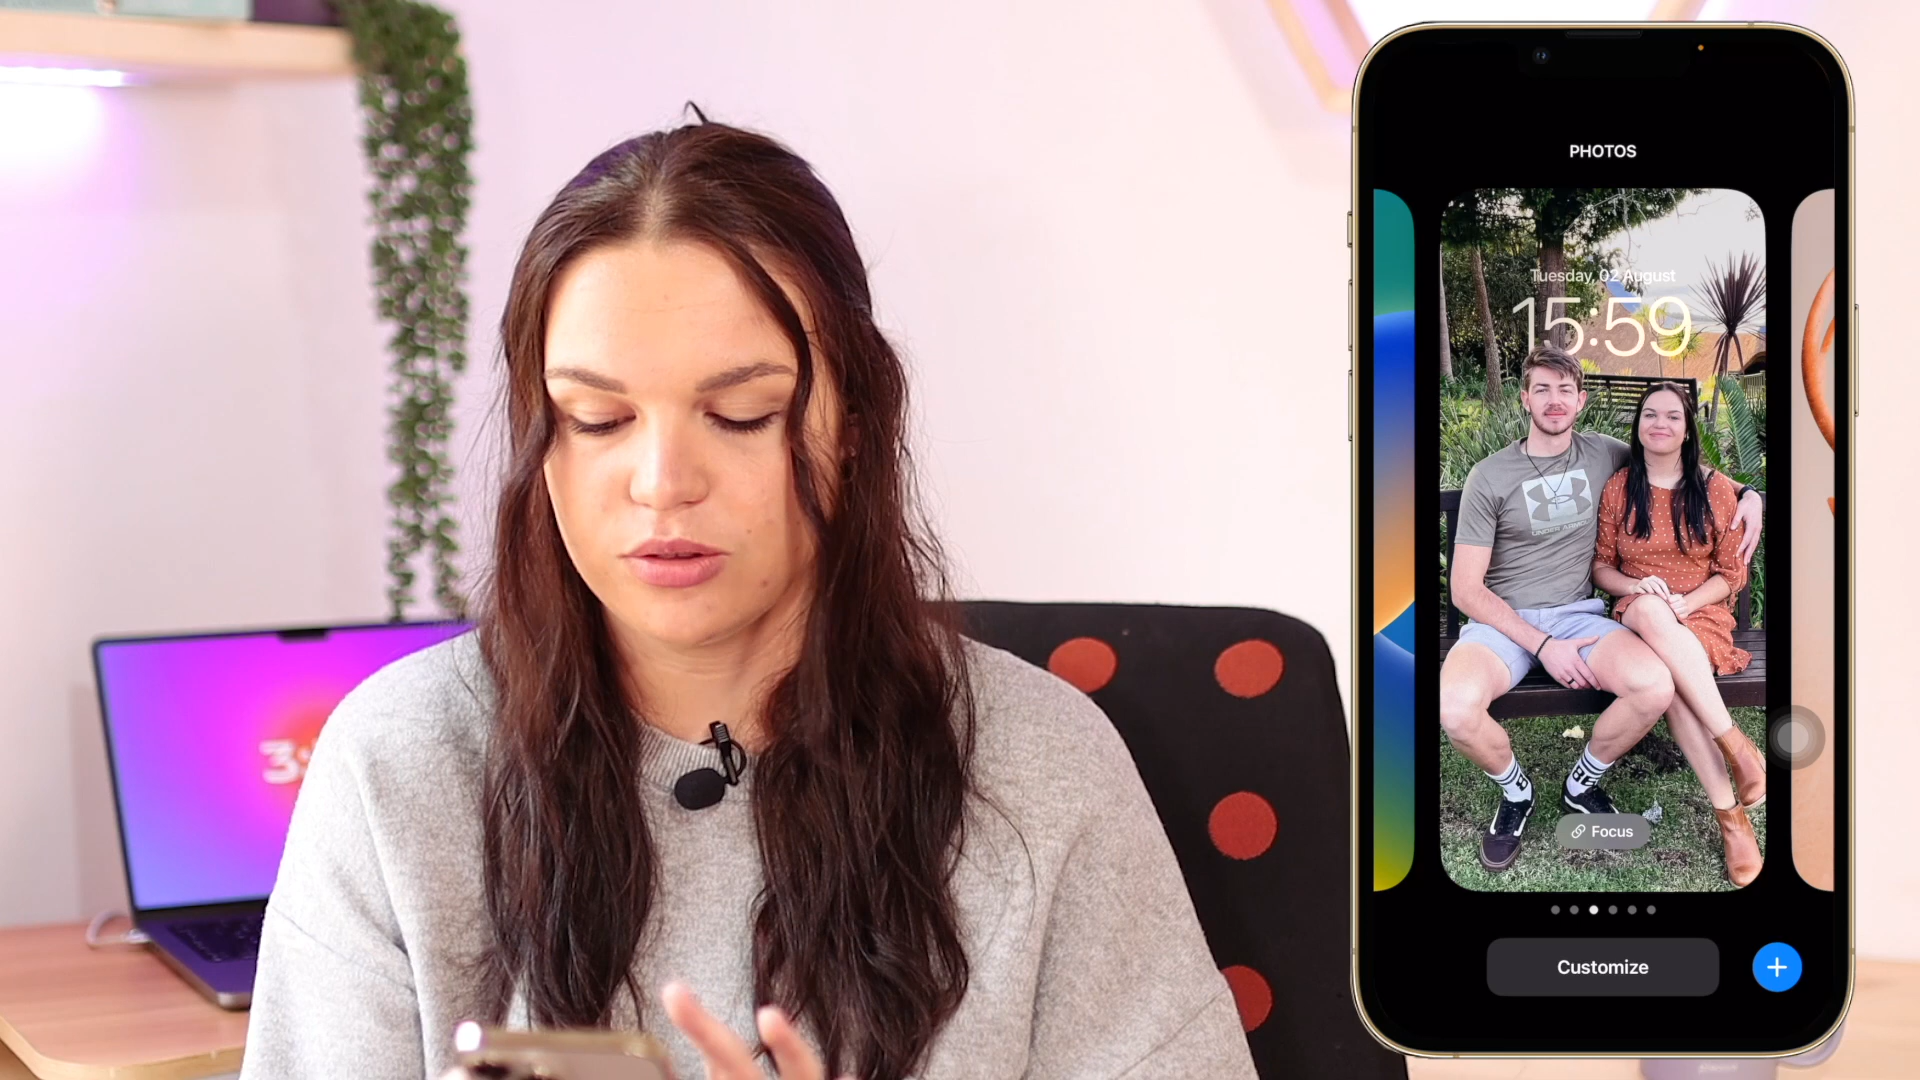 PHOTOS
Tuesday, 02 August
15:59
UNDER ARMOUR
Focus
Customize